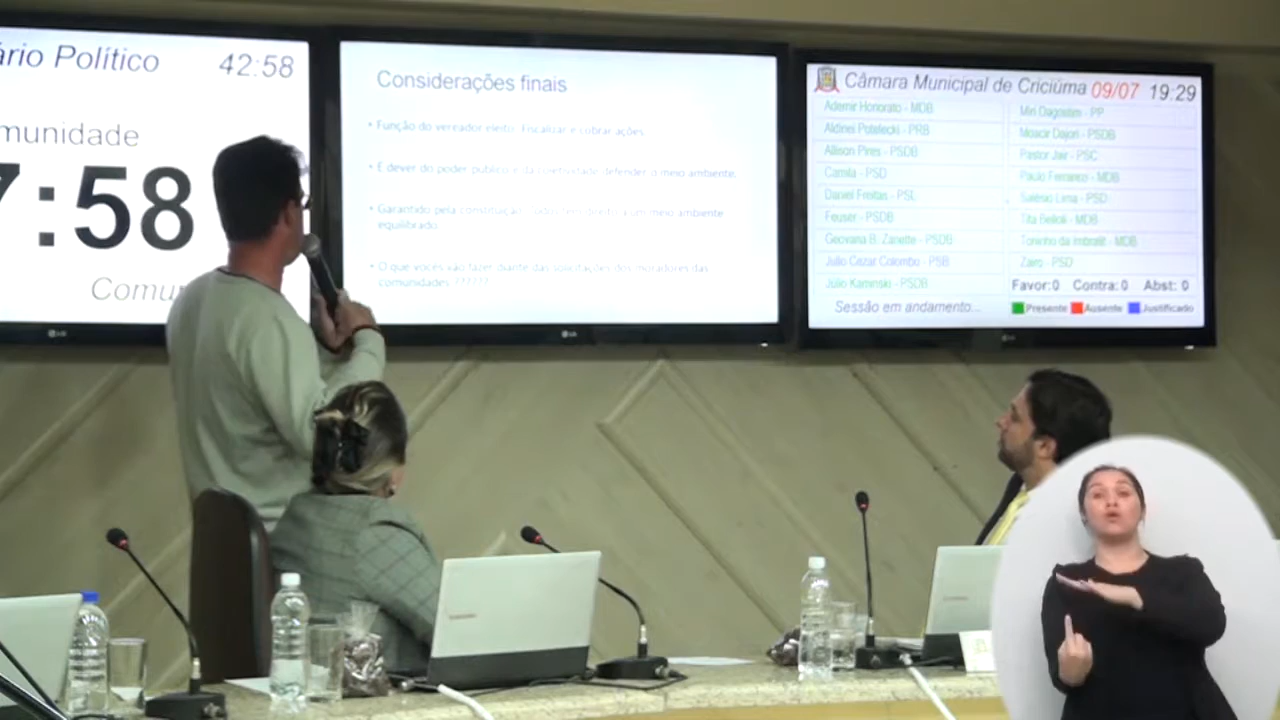 ário Político 42:58
munidade
7:58
Comu
LG
Considerações finais
• Função do vereador eleito: Fiscalizar e cobrar ações.
• É dever do poder público e da coletividade defender o meio ambiente.
• Garantido pela constituição, todos tem direito a um meio ambiente
equilibrado.
• O que vocês vão fazer diante das solicitações dos moradores das
comunidades ??????
LG
Câmara Municipal de Criciúma 09/07 19:29
Ademir Honorato - MDB
Aldinei Potelecki - PRB
Allison Pires - PSDB
Camila - PSD
Daniel Freitas - PSL
Feuser - PSDB
Geovana B. Zanette - PSDB
Julio Cezar Colombo - PSB
Julio Kaminski - PSDB
Miri Dagostim - PP
Moacir Dajori - PSDB
Pastor Jair - PSC
Paulo Ferrarezi - MDB
Salésio Lima - PSD
Tita Belloli - MDB
Toninho da Imbralit - MDB
Zairo - PSD
Favor:0 Contra: 0 Abst: 0
Sessão em andamento... Presente Ausente Justificado
LG